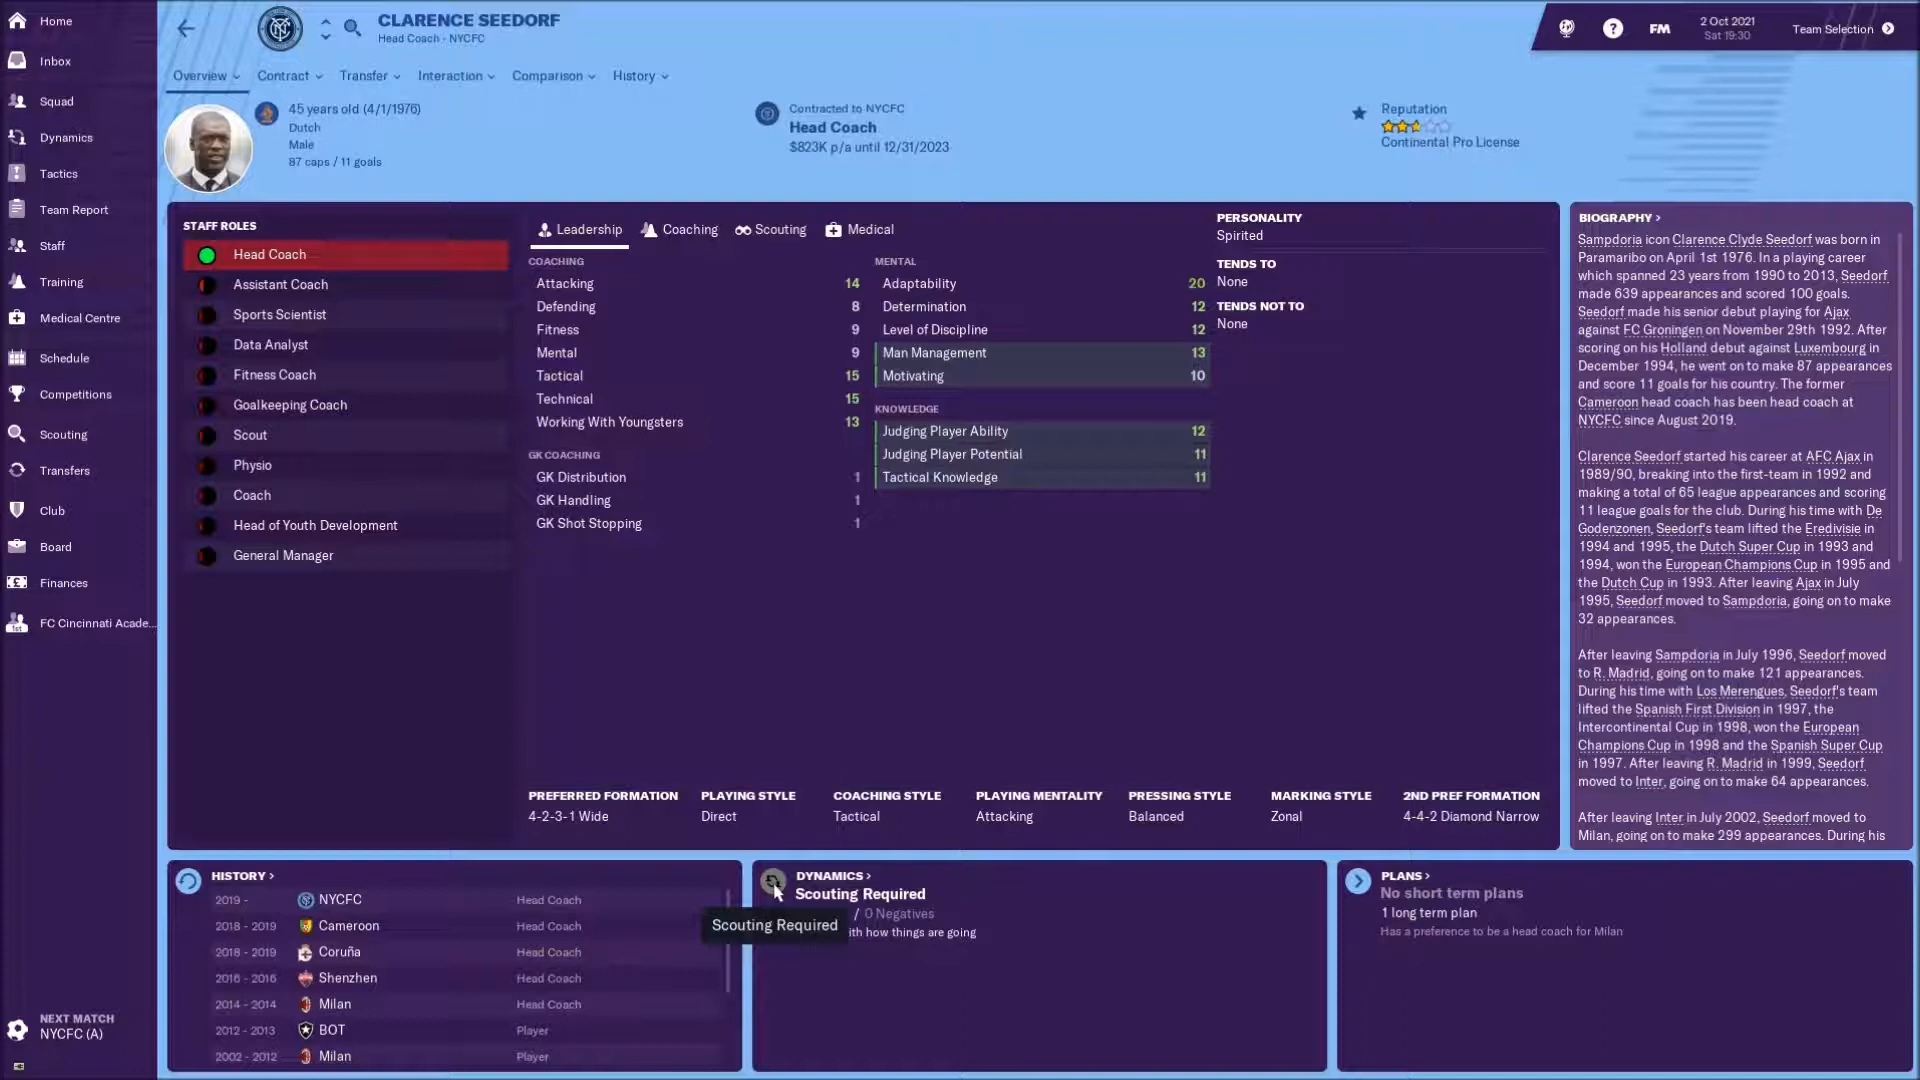 Home
Inbox
Squad
Dynamics
Tactics
Team Report
Staff
Training
Medical Centre
Schedule
Competitions
Scouting
Transfers
Club
Board
Finances
1st
FC Cincinnati Acade...
NEXT MATCH
NYCFC (A)
CLARENCE SEEDORF
Head Coach - NYCFC
FM
2 Oct 2021
Sat 19:30
Team Selection
Overview
Contract
Transfer
Interaction
Comparison
History
45 years old (4/1/1976)
Dutch
Male
87 caps / 11 goals
Contracted to NYCFC
Head Coach
$823K p/a until 12/31/2023
Reputation
Continental Pro License
STAFF ROLES
Head Coach
Assistant Coach
Sports Scientist
Data Analyst
Fitness Coach
Goalkeeping Coach
Scout
Physio
Coach
Head of Youth Development
General Manager
Leadership
Coaching
Scouting
Medical
COACHING
Attacking 14
Defending 8
Fitness 9
Mental 9
Tactical 15
Technical 15
Working With Youngsters 13
GK COACHING
GK Distribution 1
GK Handling 1
GK Shot Stopping 1
MENTAL
Adaptability 20
Determination 12
Level of Discipline 12
Man Management 13
Motivating 10
KNOWLEDGE
Judging Player Ability 12
Judging Player Potential 11
Tactical Knowledge 11
PERSONALITY
Spirited
TENDS TO
None
TENDS NOT TO
None
PREFERRED FORMATION
4-2-3-1 Wide
PLAYING STYLE
Direct
COACHING STYLE
Tactical
PLAYING MENTALITY
Attacking
PRESSING STYLE
Balanced
MARKING STYLE
Zonal
2ND PREF FORMATION
4-4-2 Diamond Narrow
BIOGRAPHY >
Sampdoria icon Clarence Clyde Seedorf was born in
Paramaribo on April 1st 1976. In a playing career
which spanned 23 years from 1990 to 2013, Seedorf
made 639 appearances and scored 100 goals.
Seedorf made his senior debut playing for Ajax
against FC Groningen on November 29th 1992. After
scoring on his Holland debut against Luxembourg in
December 1994, he went on to make 87 appearances
and score 11 goals for his country. The former
Cameroon head coach has been head coach at
NYCFC since August 2019.
Clarence Seedorf started his career at AFC Ajax in
1989/90, breaking into the first-team in 1992 and
making a total of 65 league appearances and scoring
11 league goals for the club. During his time with De
Godenzonen, Seedorf's team lifted the Eredivisie in
1994 and 1995, the Dutch Super Cup in 1993 and
1994, won the European Champions Cup in 1995 and
the Dutch Cup in 1993. After leaving Ajax in July
1995, Seedorf moved to Sampdoria, going on to make
32 appearances.
After leaving Sampdoria in July 1996, Seedorf moved
to R. Madrid, going on to make 121 appearances.
During his time with Los Merengues, Seedorf's team
lifted the Spanish First Division in 1997, the
Intercontinental Cup in 1998, won the European
Champions Cup in 1998 and the Spanish Super Cup
in 1997. After leaving R. Madrid in 1999, Seedorf
moved to Inter, going on to make 64 appearances.
After leaving Inter in July 2002, Seedorf moved to
Milan, going on to make 299 appearances. During his
HISTORY >
2019 - NYCFC Head Coach
2018 - 2019 Cameroon Head Coach
2018 - 2019 Coruña Head Coach
2016 - 2016 Shenzhen Head Coach
2014 - 2014 Milan Head Coach
2012 - 2013 BOT Player
2002 - 2012 Milan Player
DYNAMICS >
Scouting Required
/ 0 Negatives
ith how things are going
Scouting Required
PLANS >
No short term plans
1 long term plan
Has a preference to be a head coach for Milan